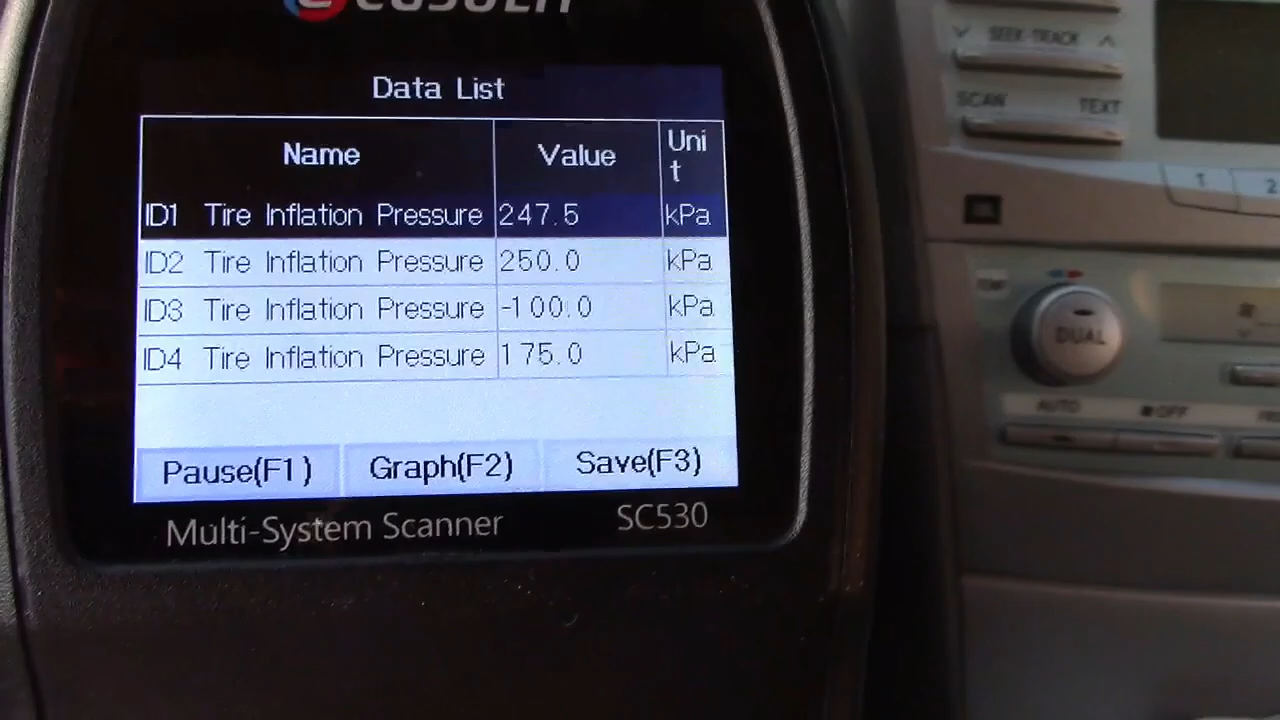 Data List
Name Value Uni
t
ID1 Tire Inflation Pressure 247.5 kPa
ID2 Tire Inflation Pressure 250.0 kPa
ID3 Tire Inflation Pressure -100.0 kPa
ID4 Tire Inflation Pressure 175.0 kPa
Pause(F1) Graph(F2) Save(F3)
Multi-System Scanner SC530
SEEK·TRACK
SCAN TEXT
1 2
TEMP
DUAL
AUTO OFF